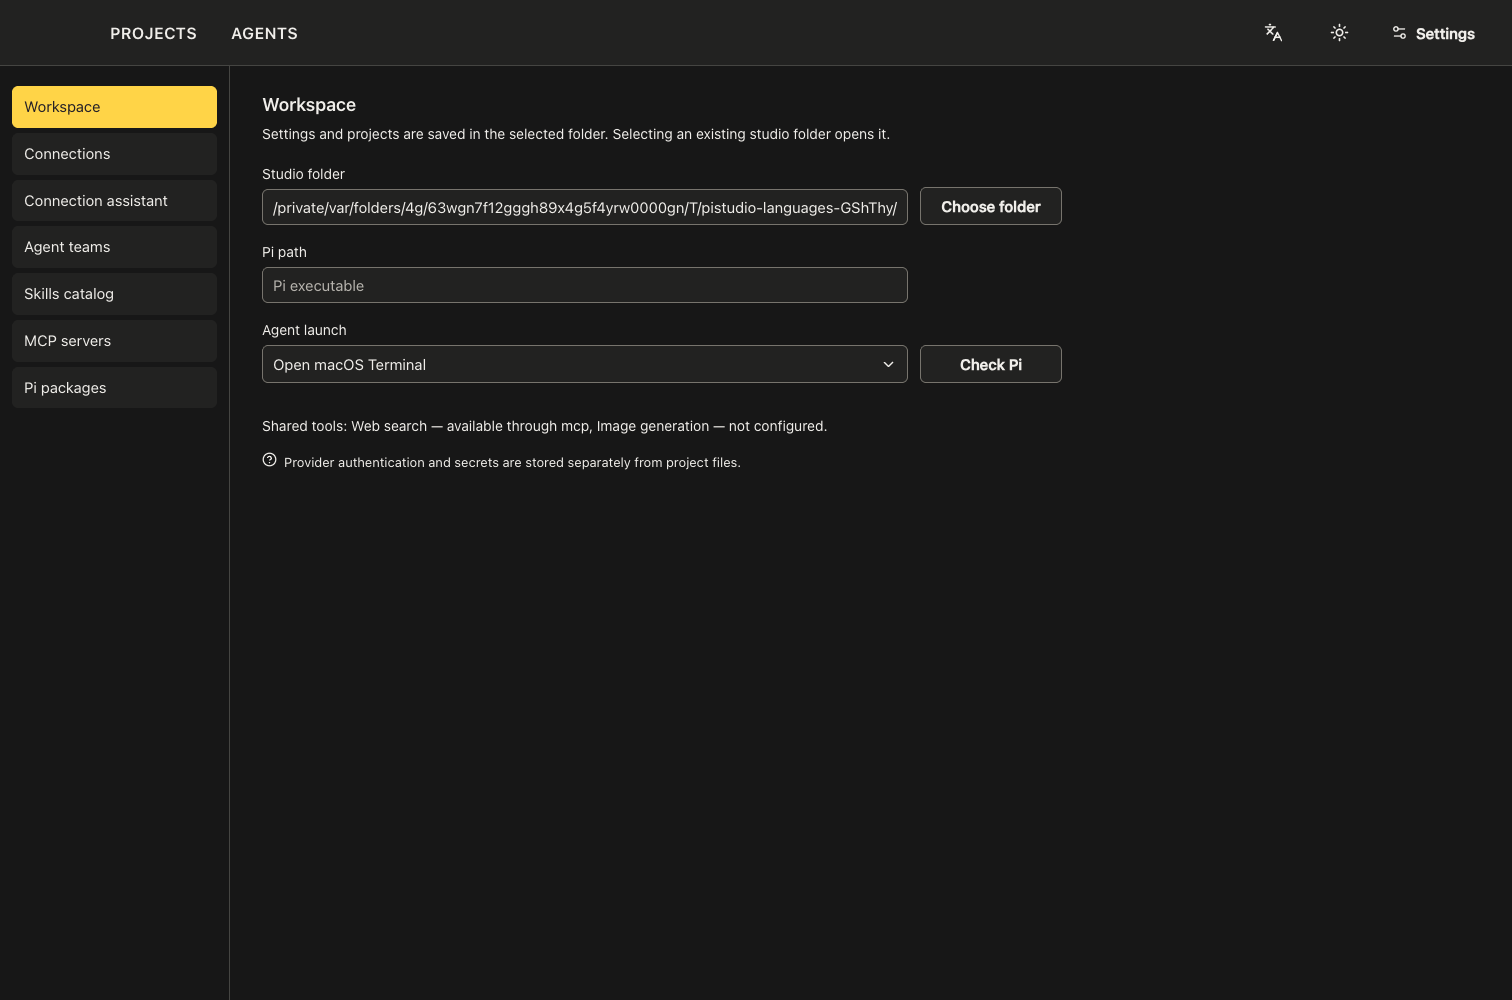 PROJECTS AGENTS Settings
Workspace
Connections
Connection assistant
Agent teams
Skills catalog
MCP servers
Pi packages
Workspace
Settings and projects are saved in the selected folder. Selecting an existing studio folder opens it.
Studio folder
/private/var/folders/4g/63wgn7f12gggh89x4g5f4yrw0000gn/T/pistudio-languages-GShThy/
Choose folder
Pi path
Pi executable
Agent launch
Open macOS Terminal
Check Pi
Shared tools: Web search — available through mcp, Image generation — not configured.
Provider authentication and secrets are stored separately from project files.